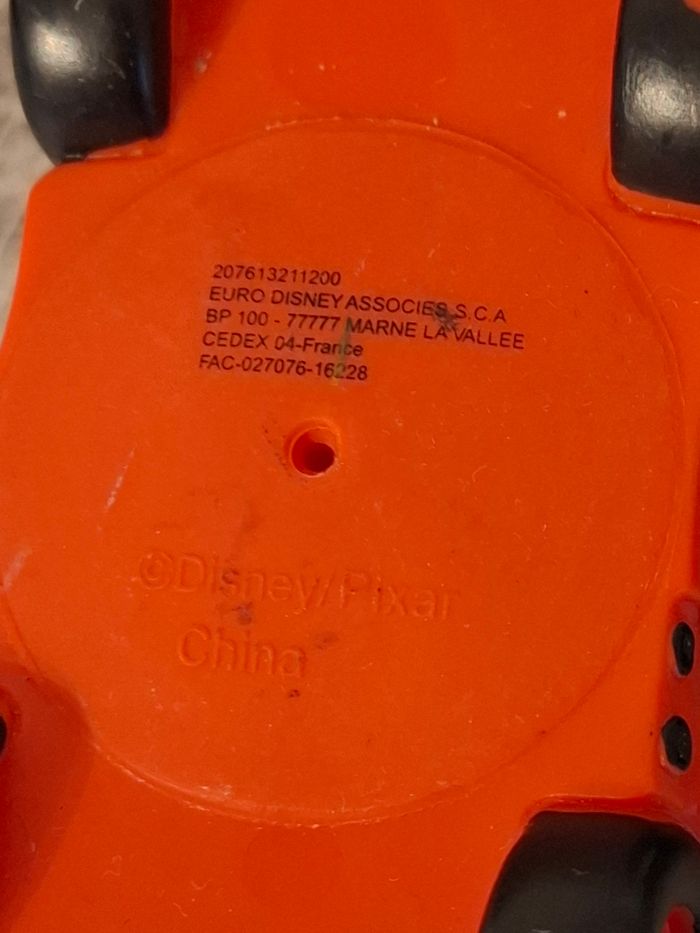 207613211200
EURO DISNEY ASSOCIES S.C.A
BP 100 - 77777 MARNE LA VALLEE
CEDEX 04-France
FAC-027076-16228
©Disney/Pixar
China